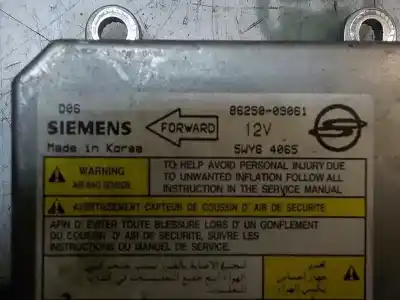 D06
86250-09061
SIEMENS
FORWARD
12V
Made in Korea
5WY6 4065
WARNING
AIR BAG SENSOR
TO HELP AVOID PERSONAL INJURY DUE
TO UNWANTED INFLATION FOLLOW ALL
INSTRUCTION IN THE SERVICE MANUAL
AVERTISSEMENT CAPTEUR DE COUSSIN D'AIR DE SECURITE
AFIN D'EVITER TOUTE BLESSURE LORS D'UN GONFLEMENT
DU COUSSIN D'AIR DE SECURITE, SUIVRE LES
INSTRUCTIONS DU MANUEL DE SERVICE.
تحذير
جهاز إحساس